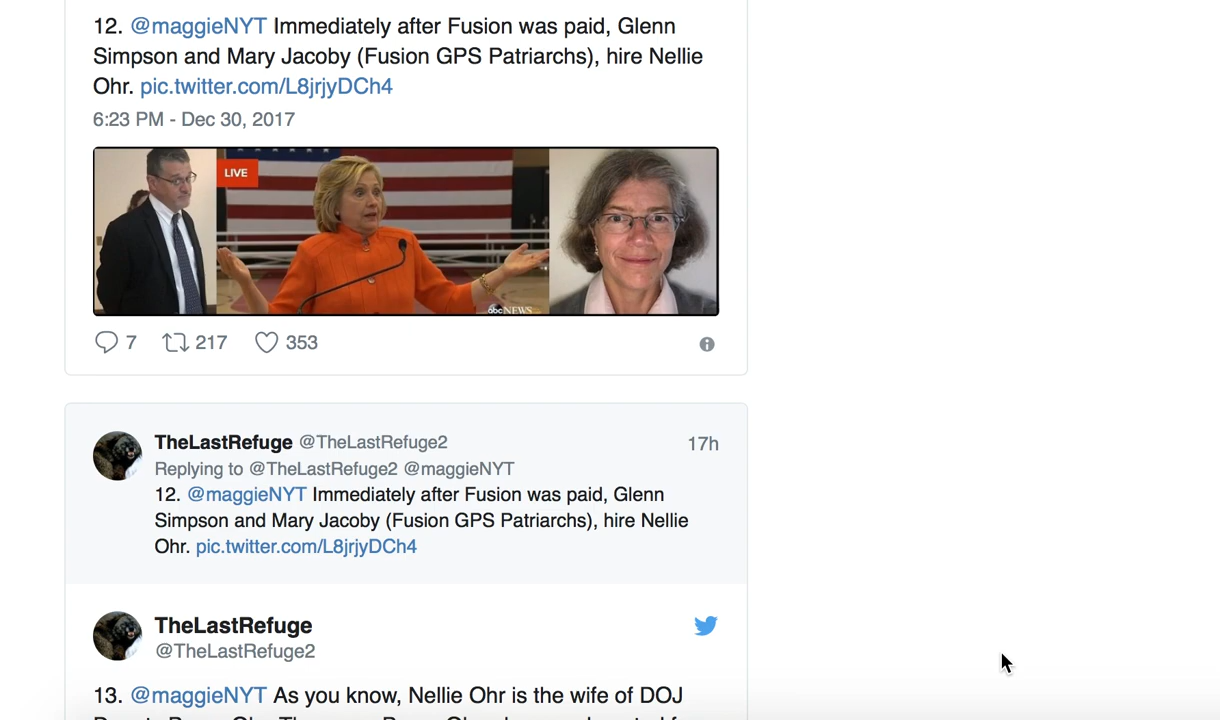 12. @maggieNYT Immediately after Fusion was paid, Glenn
Simpson and Mary Jacoby (Fusion GPS Patriarchs), hire Nellie
Ohr. pic.twitter.com/L8jrjyDCh4
6:23 PM - Dec 30, 2017
LIVE
abc NEWS
7 217 353
TheLastRefuge @TheLastRefuge2 17h
Replying to @TheLastRefuge2 @maggieNYT
12. @maggieNYT Immediately after Fusion was paid, Glenn
Simpson and Mary Jacoby (Fusion GPS Patriarchs), hire Nellie
Ohr. pic.twitter.com/L8jrjyDCh4
TheLastRefuge
@TheLastRefuge2
13. @maggieNYT As you know, Nellie Ohr is the wife of DOJ